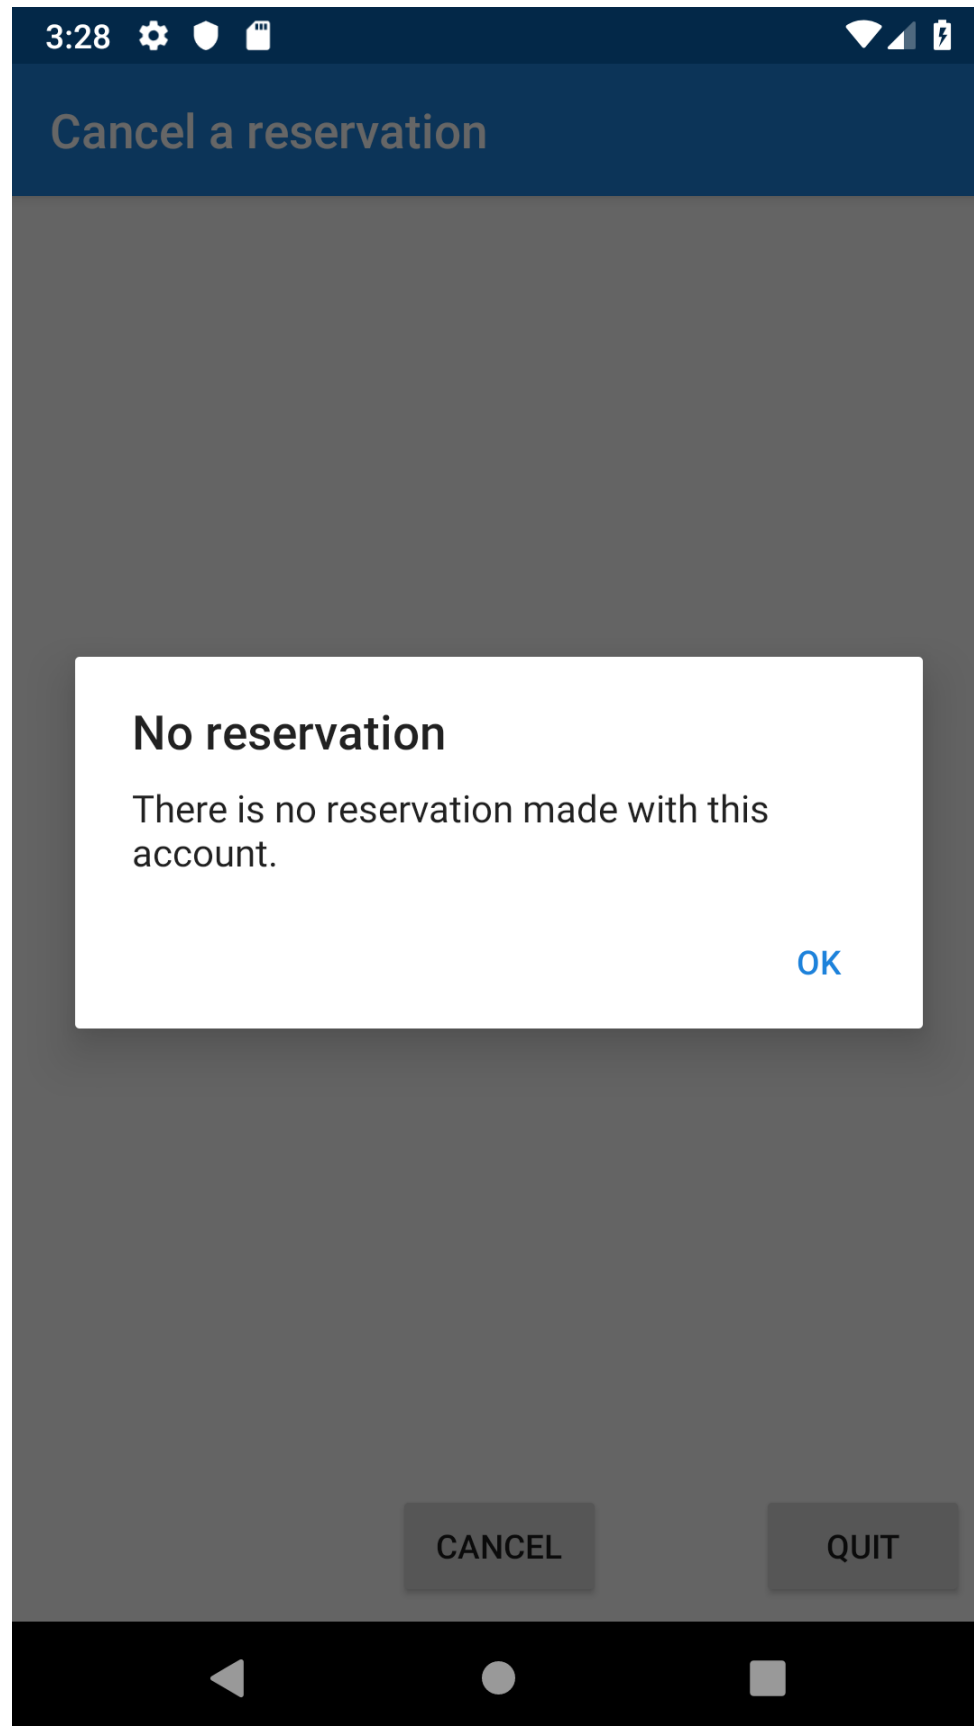 3:28
Cancel a reservation
No reservation
There is no reservation made with this
account.
OK
CANCEL
QUIT